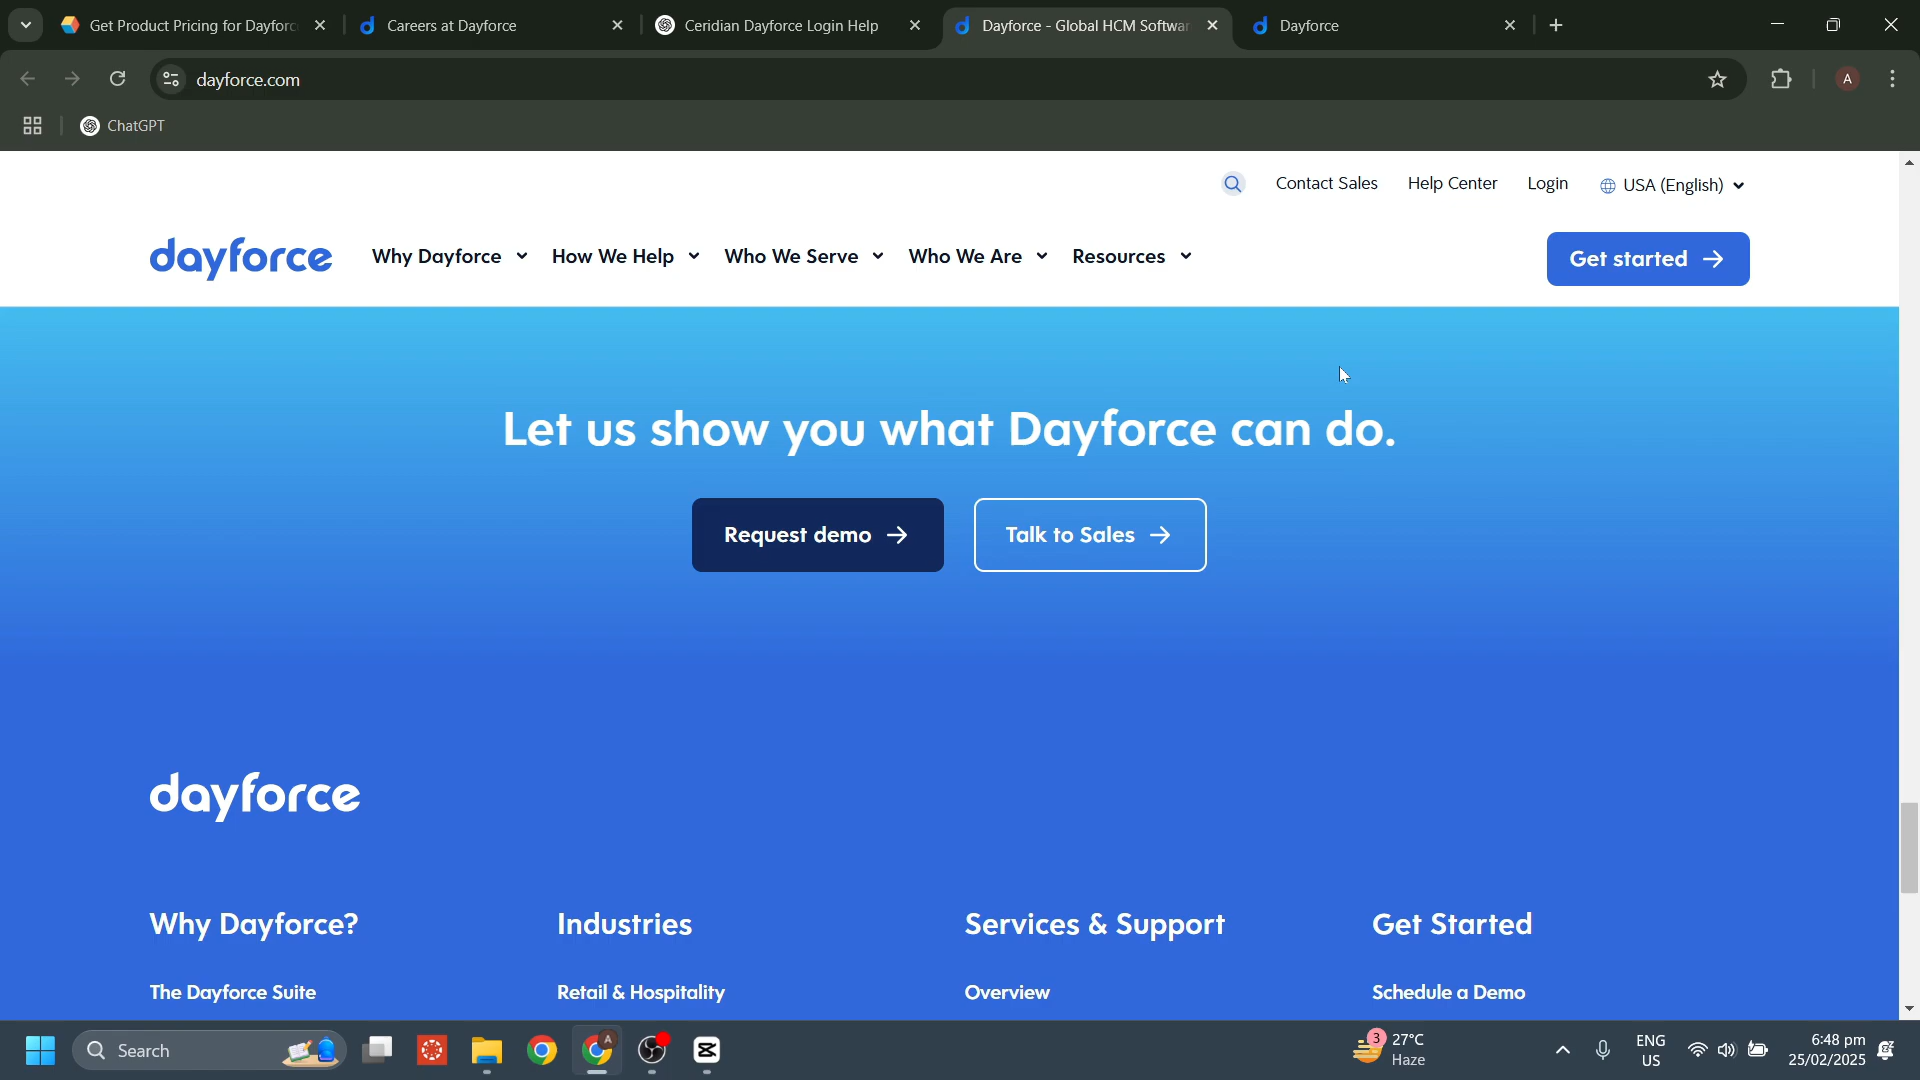 Get Product Pricing for Dayforc
Careers at Dayforce
Ceridian Dayforce Login Help
Dayforce - Global HCM Softwar
Dayforce
dayforce.com
A
ChatGPT
Contact Sales
Help Center
Login
USA (English)
dayforce
Why Dayforce
How We Help
Who We Serve
Who We Are
Resources
Get started
Let us show you what Dayforce can do.
Request demo
Talk to Sales
dayforce
Why Dayforce?
Industries
Services & Support
Get Started
The Dayforce Suite
Retail & Hospitality
Overview
Schedule a Demo
Search
A
3
27°C
Haze
ENG
US
6:48 pm
25/02/2025